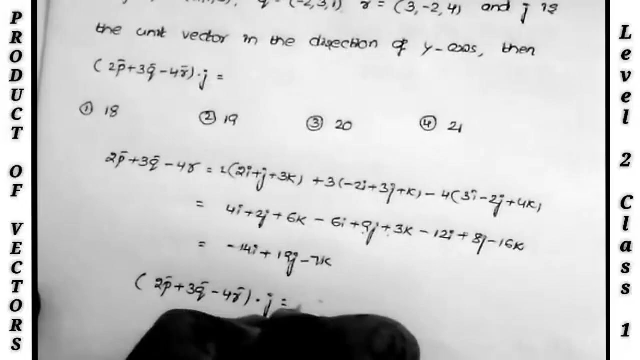 PRODUCT OF VECTORS
q̄ = (-2,3,1) r̄ = (3,-2,4) and j is
the unit vector in the direction of y-axis, then
(2p̄+3q̄-4r̄)·j =
① 18 ② 19 ③ 20 ④ 21
2p̄+3q̄-4r = 2(2i+j+3k) +3(-2i+3j+k) - 4(3i-2j+4k)
= 4i+2j+6k - 6i+9j+3k - 12i+8j-16k
= -14i+19j-7k
(2p̄+3q̄-4r̄)·j =
Level 2 Class 1